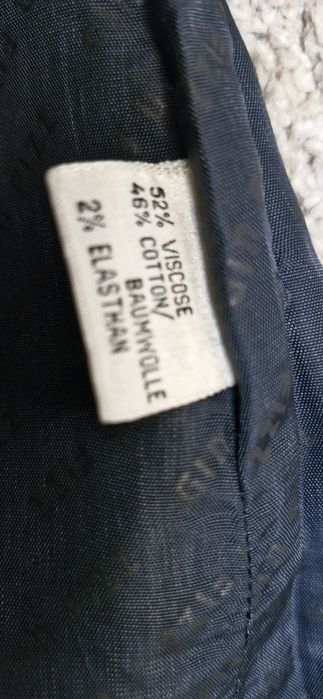 52% VISCOSE
46% COTTON/
BAUMWOLLE
2% ELASTHAN